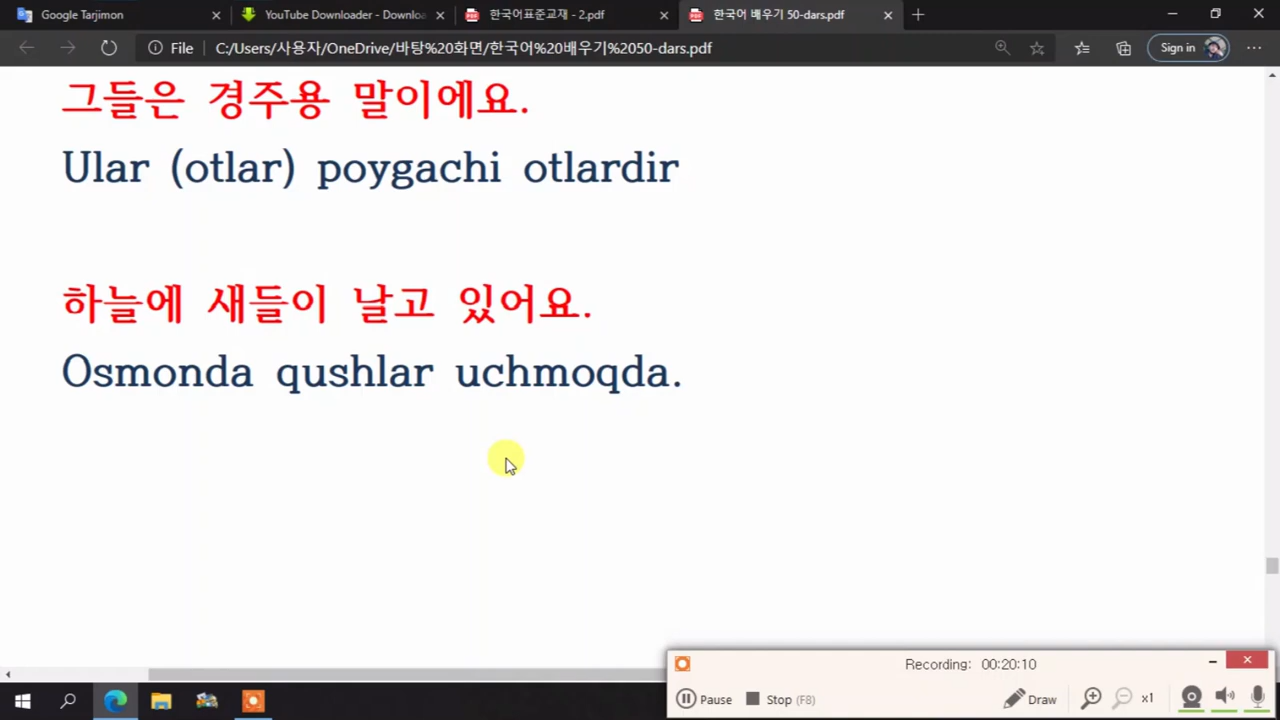 Google Tarjimon
YouTube Downloader - Downloa
한국어표준교재 - 2.pdf
한국어 배우기 50-dars.pdf
File
C:/Users/사용자/OneDrive/바탕%20화면/한국어%20배우기%2050-dars.pdf
Sign in
그들은 경주용 말이에요.
Ular (otlar) poygachi otlardir
하늘에 새들이 날고 있어요.
Osmonda qushlar uchmoqda.
Recording: 00:20:10
Pause
Stop (F8)
Draw
x1